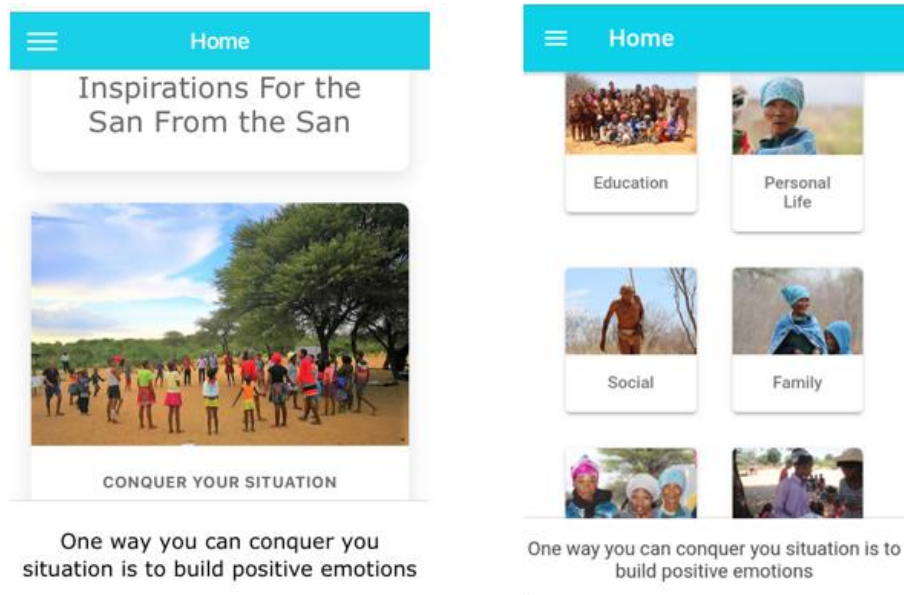 Home
Inspirations For the
San From the San
CONQUER YOUR SITUATION
One way you can conquer you
situation is to build positive emotions
Home
Education
Personal
Life
Social
Family
One way you can conquer you situation is to
build positive emotions